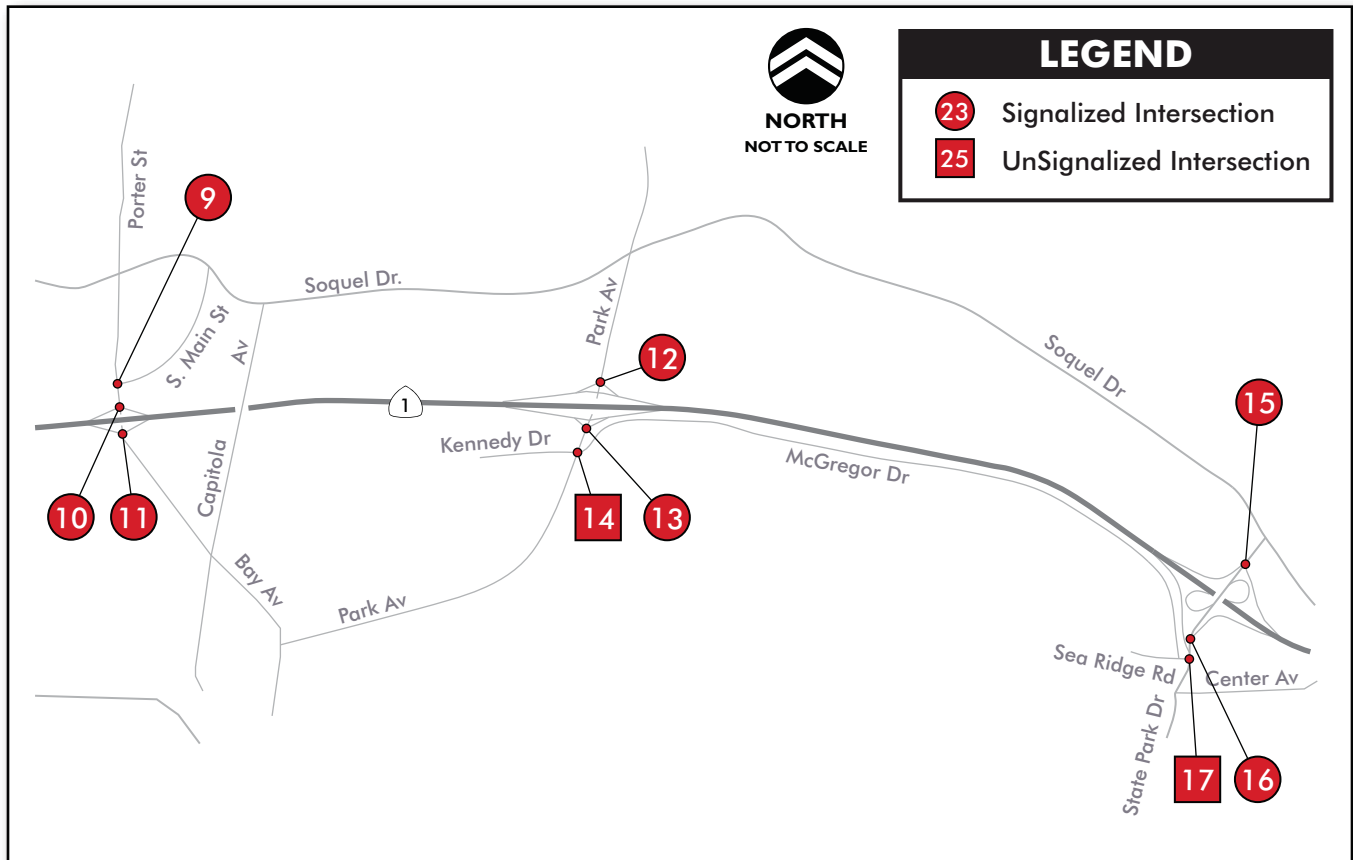 NORTH
NOT TO SCALE
LEGEND
23 Signalized Intersection
25 UnSignalized Intersection
Porter St
9
Soquel Dr.
S. Main St
Av
Capitola
Park Av
12
1
Kennedy Dr
McGregor Dr
Soquel Dr
15
10
11
14
13
Bay Av
Park Av
Sea Ridge Rd
Center Av
State Park Dr
17
16